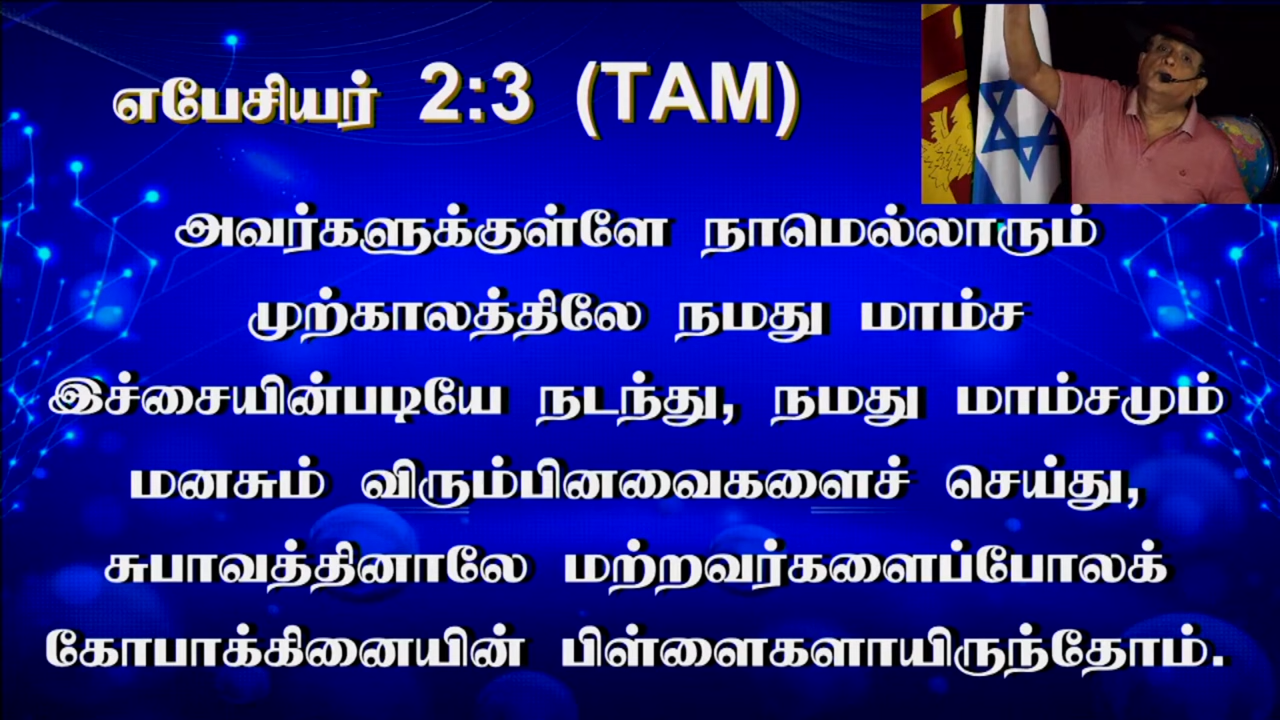 எபேசியர் 2:3 (TAM)
அவர்களுக்குள்ளே நாமெல்லாரும்
முற்காலத்திலே நமது மாம்ச
இச்சையின்படியே நடந்து, நமது மாம்சமும்
மனசும் விரும்பினவைகளைச் செய்து,
சுபாவத்தினாலே மற்றவர்களைப்போலக்
கோபாக்கினையின் பிள்ளைகளாயிருந்தோம்.